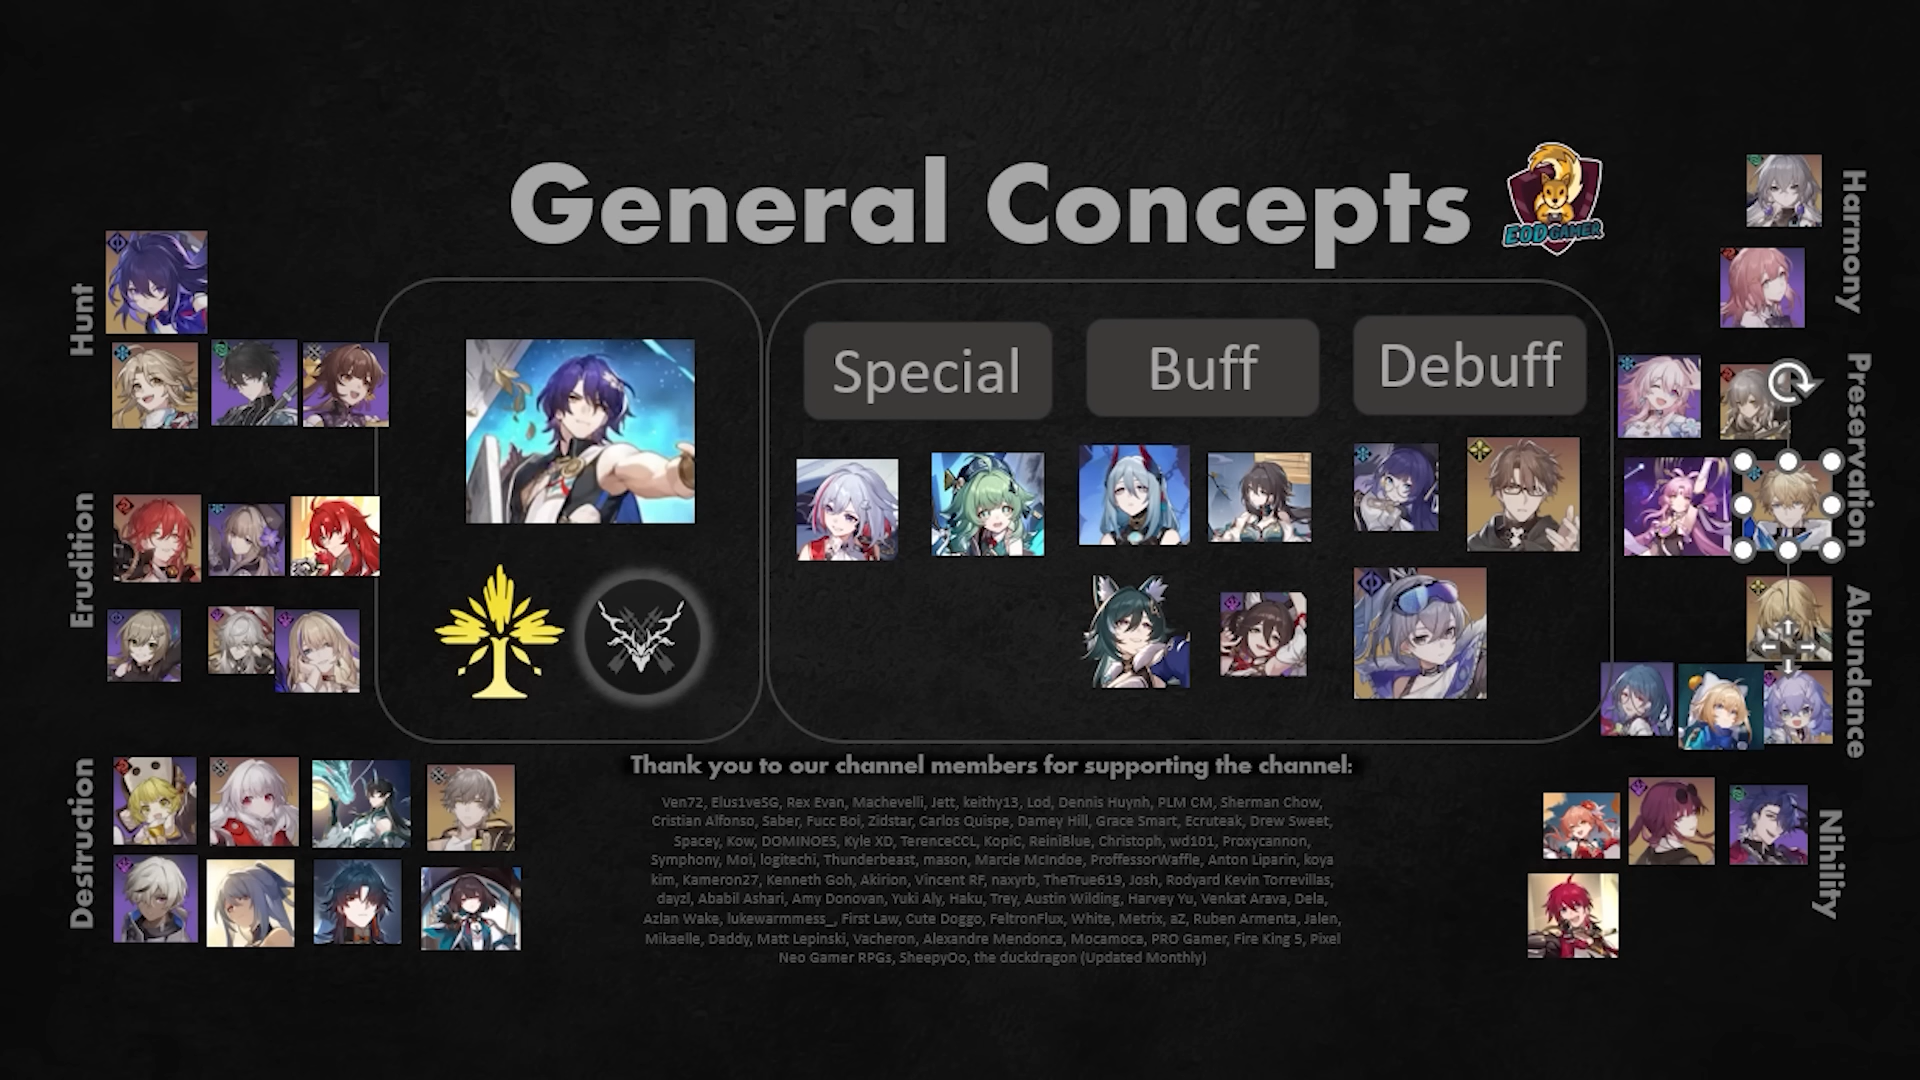 General Concepts
EODGAMER
Harmony
Hunt
Special
Buff
Debuff
Preservation
Erudition
Abundance
Thank you to our channel members for supporting the channel:
Destruction
Nihility
Ven72, Elus1veSG, Rex Evan, Machevelli, Jett, keithy13, Lod, Dennis Huynh, PLM CM, Sherman Chow,
Cristian Alfonso, Saber, Fucc Boi, Zidstar, Carlos Quispe, Damey Hill, Grace Smart, Ecruteak, Drew Sweet,
Spacey, Kow, DOMINOES, Kyle XD, TerenceCCL, KopiC, ReiniBlue, Christoph, wd101, Proxycannon,
Symphony, Moi, logitechi, Thunderbeast, mason, Marcie McIndoe, ProffessorWaffle, Anton Liparin, koya
kim, Kameron27, Kenneth Goh, Akirion, Vincent RF, naxyrb, TheTrue619, Josh, Rodyard Kevin Torrevillas,
dayzl, Ababil Ashari, Amy Donovan, Yuki Aly, Haku, Trey, Austin Wilding, Harvey Yu, Venkat Arava, Dela,
Azlan Wake, lukewarmmess_, First Law, Cute Doggo, FeltronFlux, White, Metrix, aZ, Ruben Armenta, Jalen,
Mikaelle, Daddy, Matt Lepinski, Vacheron, Alexandre Mendonca, Mocamoca, PRO Gamer, Fire King 5, Pixel
Neo Gamer RPGs, SheepyOo, the duckdragon (Updated Monthly)